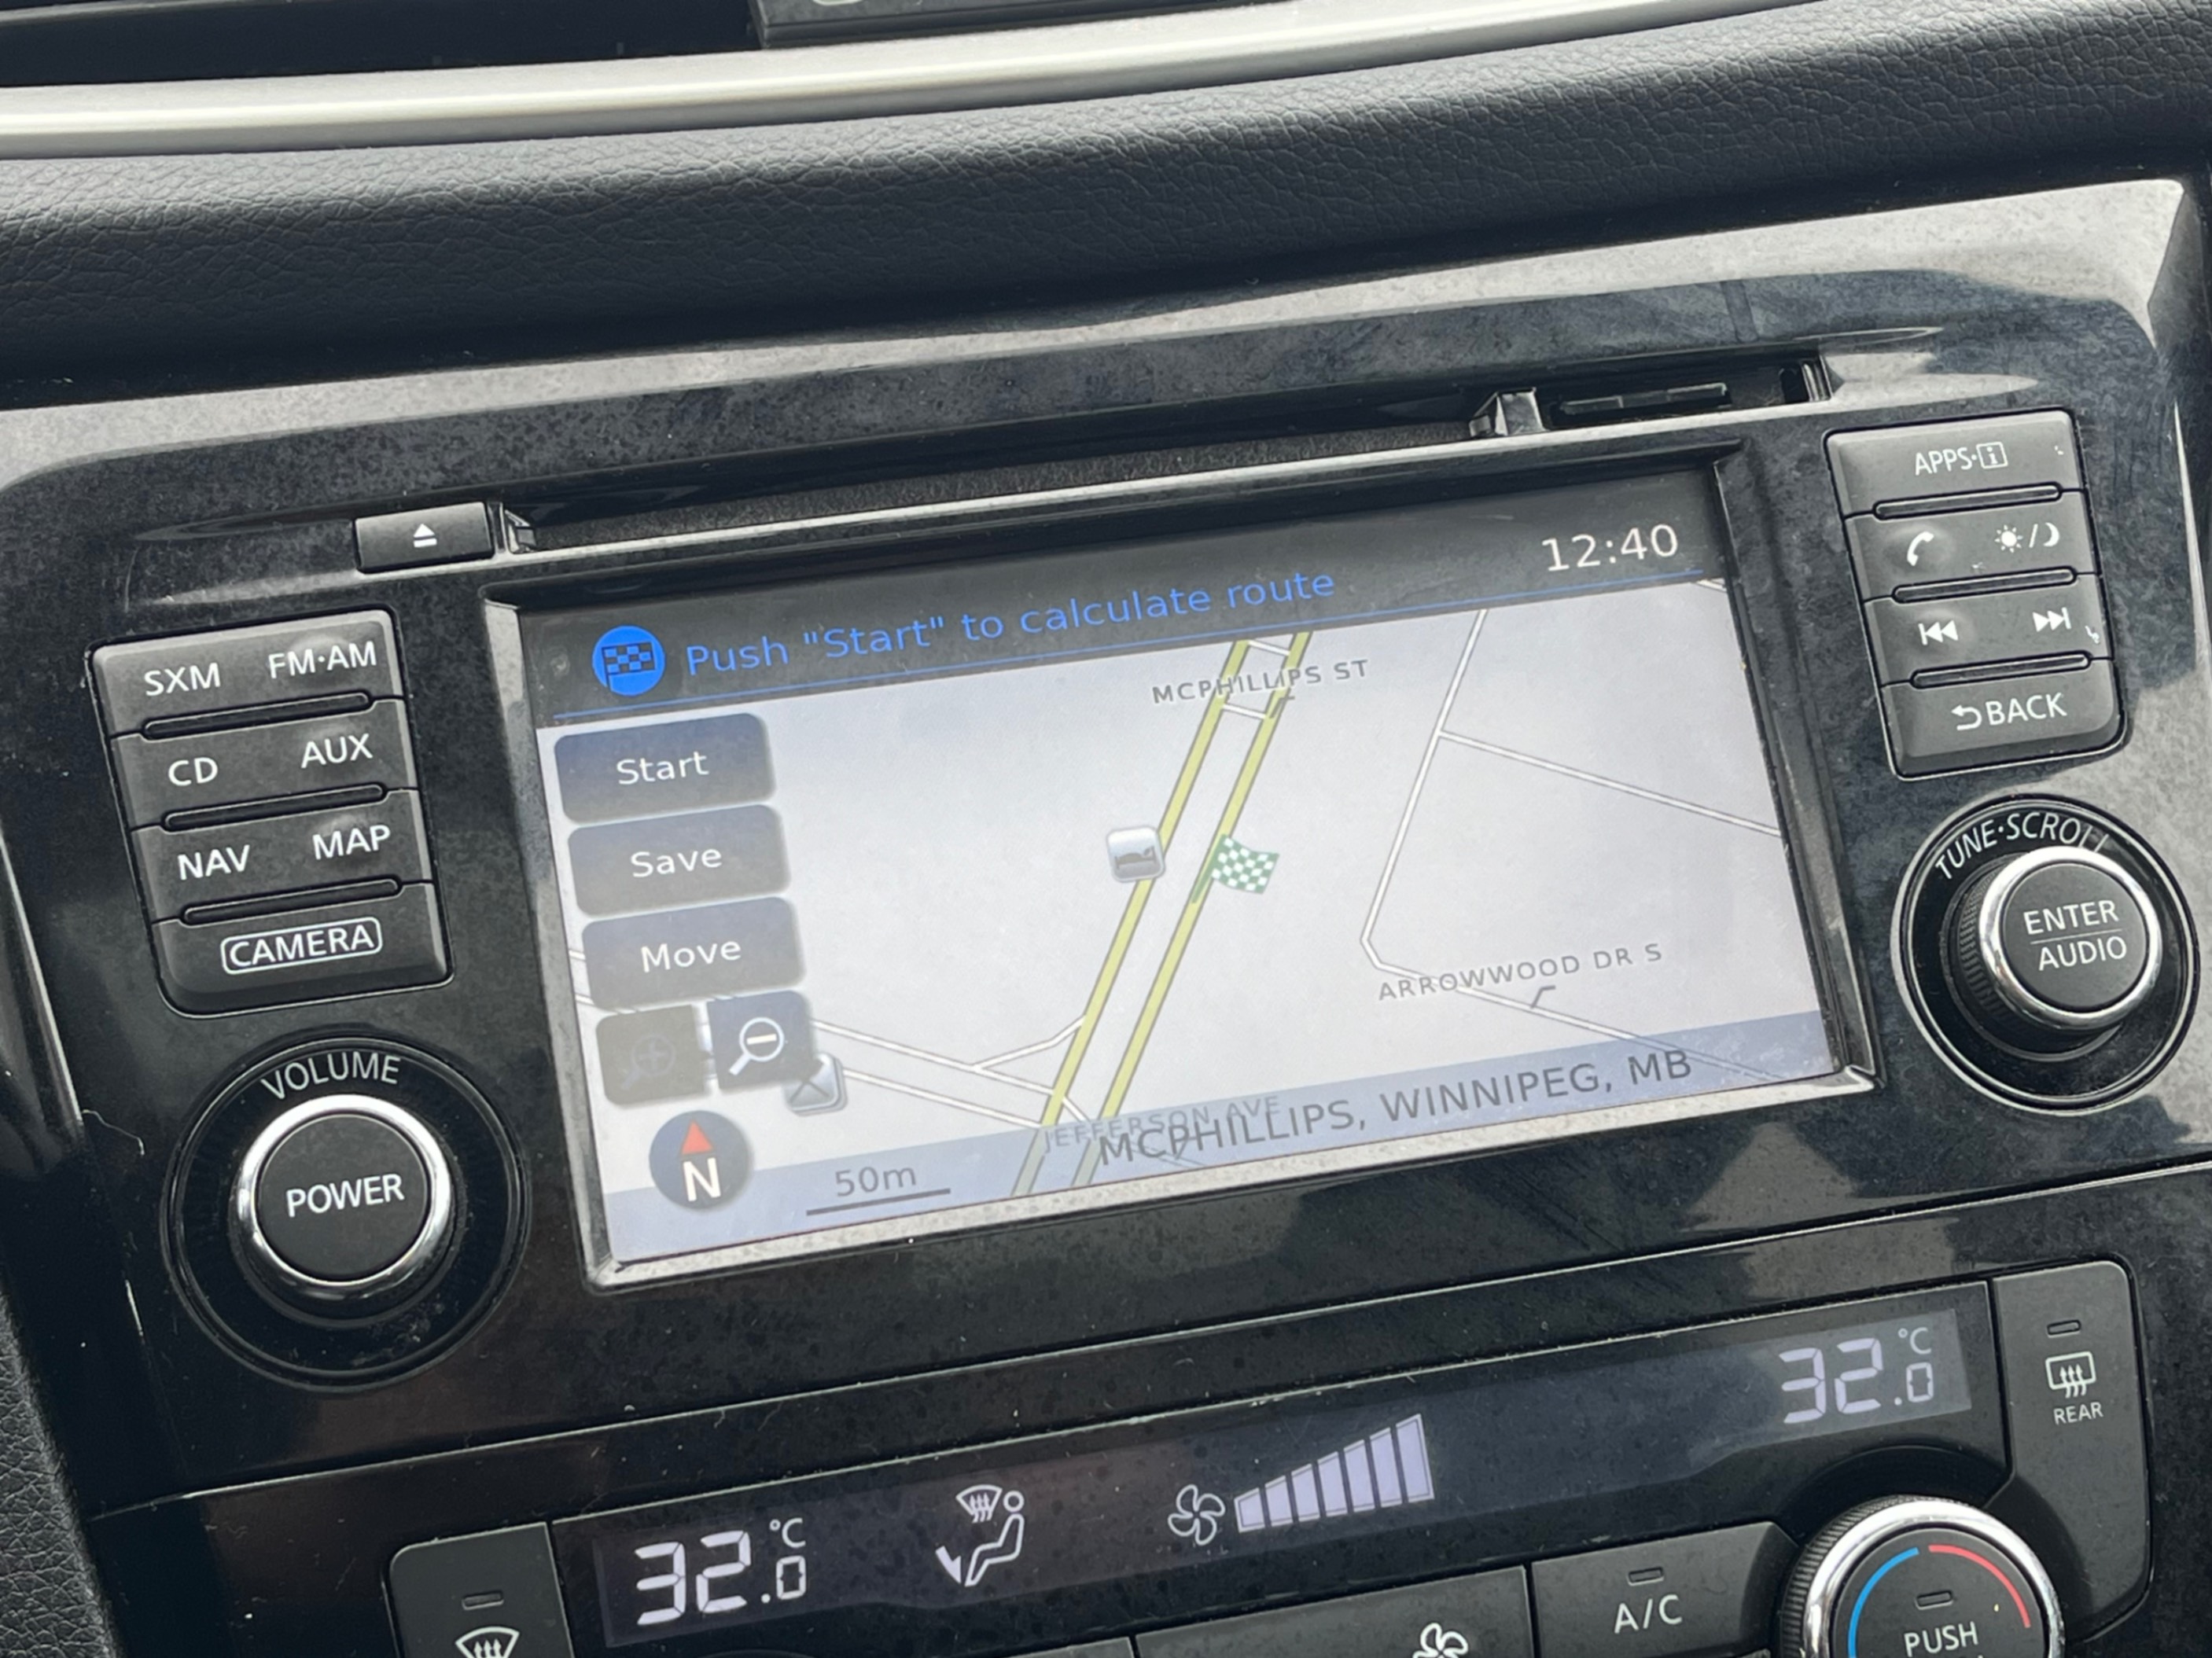 12:40
Push "Start" to calculate route
APPS·i
SXM FM·AM
CD AUX
NAV MAP
CAMERA
VOLUME
POWER
Start
Save
Move
MCPHILLIPS ST
ARROWWOOD DR S
JEFFERSON AVE
MCPHILLIPS, WINNIPEG, MB
50m
N
BACK
TUNE·SCROLL
ENTER
AUDIO
32.0 °C
32.0 °C
REAR
A/C
PUSH